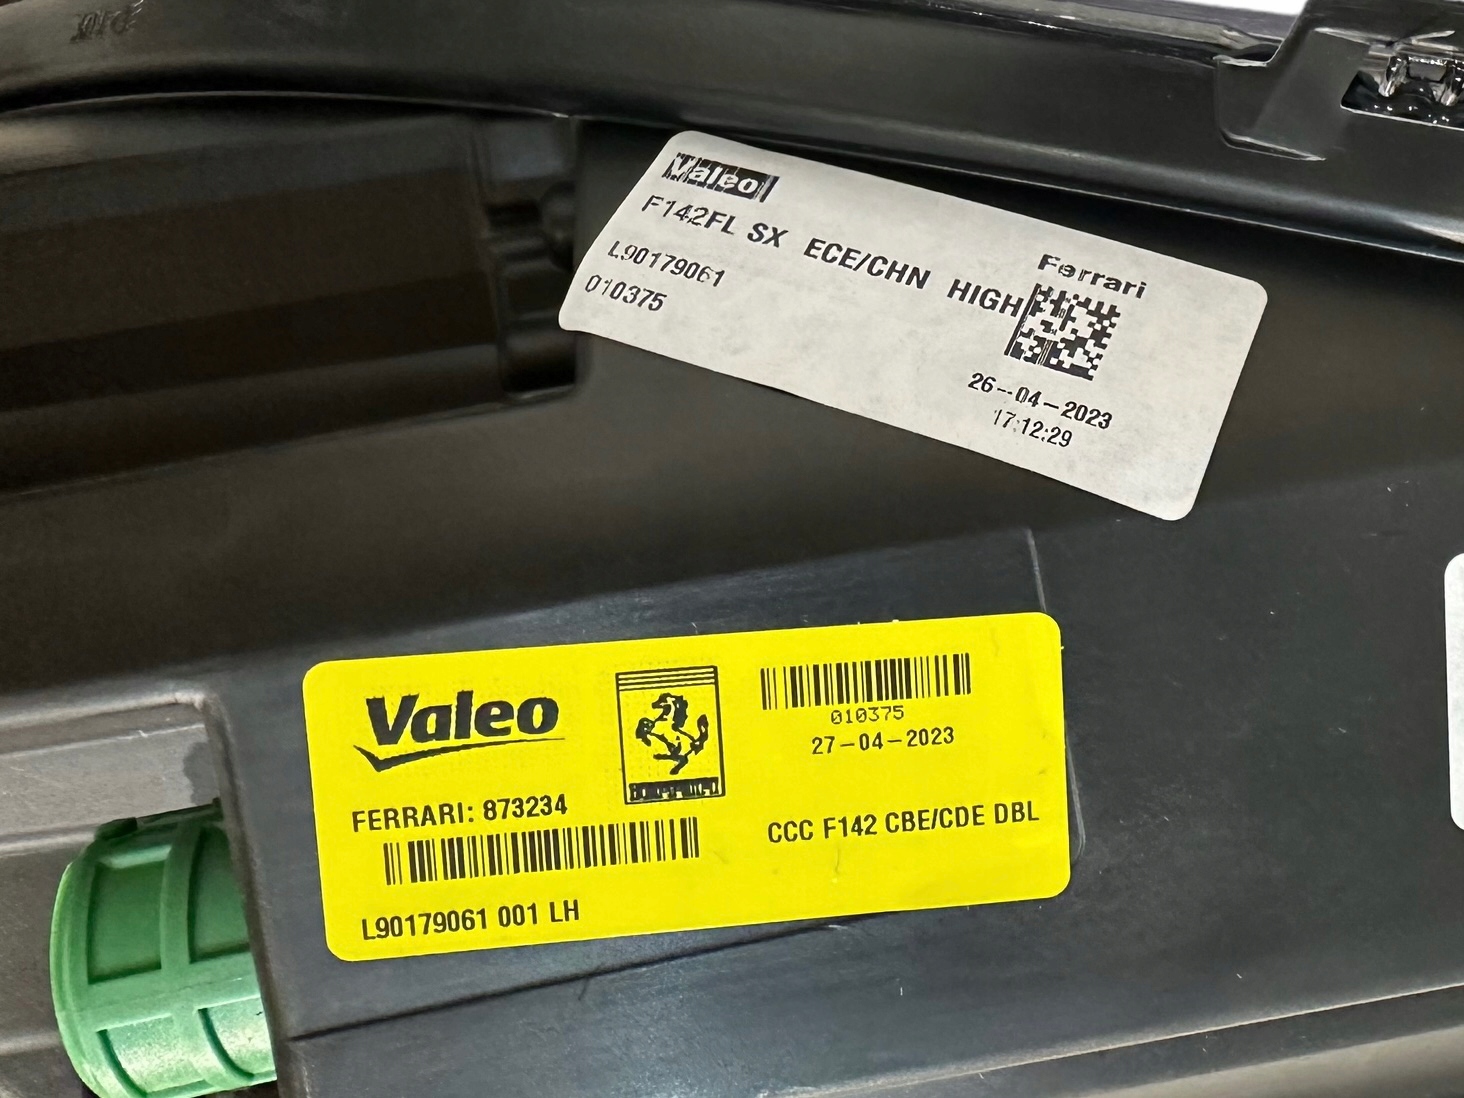 Valeo
F142FL SX ECE/CHN HIGH
L90179061
010375
Ferrari
26-04-2023
17:12:29
Valeo
010375
27-04-2023
FERRARI: 873234
CCC F142 CBE/CDE DBL
L90179061 001 LH